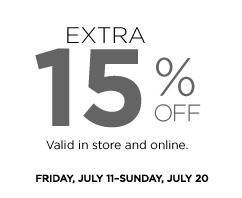 EXTRA
15% OFF
Valid in store and online.
FRIDAY, JULY 11–SUNDAY, JULY 20